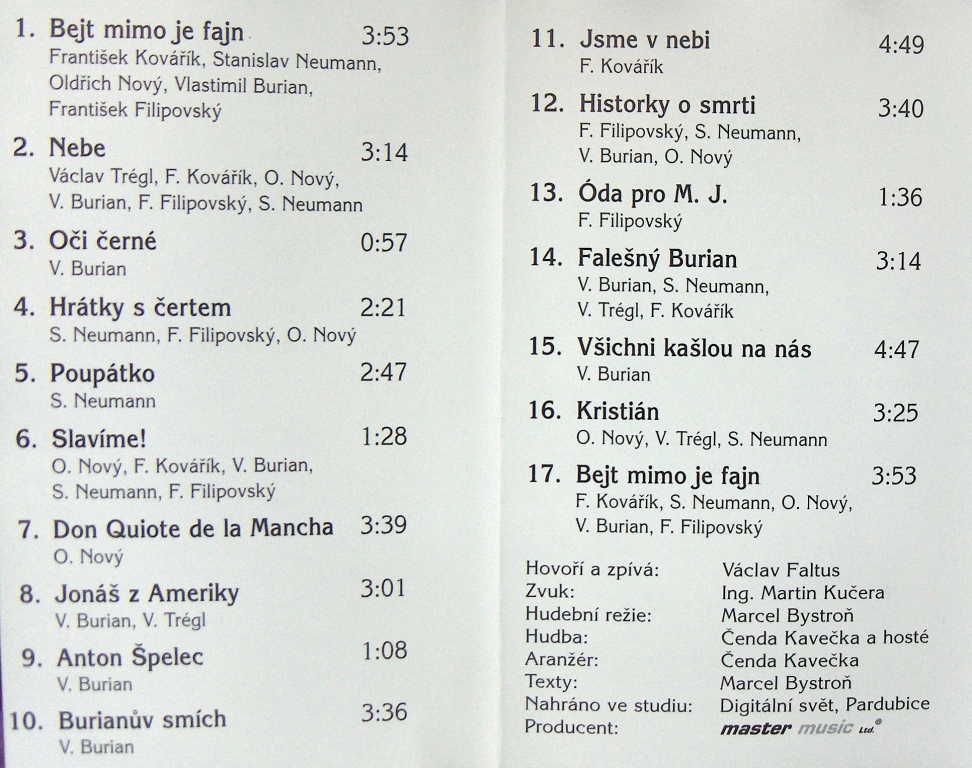 1. Bejt mimo je fajn 3:53
František Kovářík, Stanislav Neumann,
Oldřich Nový, Vlastimil Burian,
František Filipovský
2. Nebe 3:14
Václav Trégl, F. Kovářík, O. Nový,
V. Burian, F. Filipovský, S. Neumann
3. Oči černé 0:57
V. Burian
4. Hrátky s čertem 2:21
S. Neumann, F. Filipovský, O. Nový
5. Poupátko 2:47
S. Neumann
6. Slavíme! 1:28
O. Nový, F. Kovářík, V. Burian,
S. Neumann, F. Filipovský
7. Don Quiote de la Mancha 3:39
O. Nový
8. Jonáš z Ameriky 3:01
V. Burian, V. Trégl
9. Anton Špelec 1:08
V. Burian
10. Burianův smích 3:36
V. Burian
11. Jsme v nebi 4:49
F. Kovářík
12. Historky o smrti 3:40
F. Filipovský, S. Neumann,
V. Burian, O. Nový
13. Óda pro M. J. 1:36
F. Filipovský
14. Falešný Burian 3:14
V. Burian, S. Neumann,
V. Trégl, F. Kovářík
15. Všichni kašlou na nás 4:47
V. Burian
16. Kristián 3:25
O. Nový, V. Trégl, S. Neumann
17. Bejt mimo je fajn 3:53
F. Kovářík, S. Neumann, O. Nový,
V. Burian, F. Filipovský
Hovoří a zpívá: Václav Faltus
Zvuk: Ing. Martin Kučera
Hudební režie: Marcel Bystroň
Hudba: Čenda Kavečka a hosté
Aranžér: Čenda Kavečka
Texty: Marcel Bystroň
Nahráno ve studiu: Digitální svět, Pardubice
Producent: master music Ltd.®